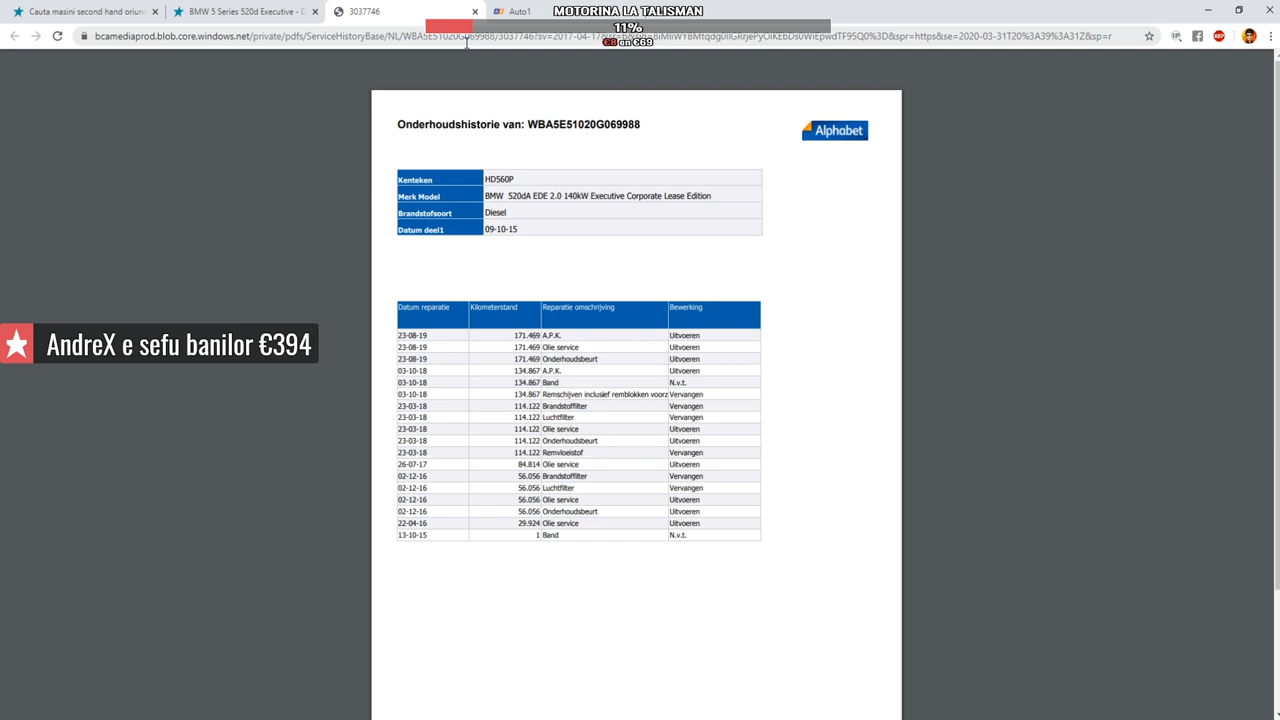 Cauta masini second hand oriun
BMW 5 Series 520d Executive - D
3037746
Auto1
MOTORINA LA TALISMAN
11%
€8 an €69
Onderhoudshistorie van: WBA5E51020G069988
Alphabet
Kenteken HD560P
Merk Model BMW 520dA EDE 2.0 140kW Executive Corporate Lease Edition
Brandstofsoort Diesel
Datum deel1 09-10-15
AndreX e sefu banilor €394
Datum reparatie Kilometerstand Reparatie omschrijving Bewerking
23-08-19 171.469 A.P.K. Uitvoeren
23-08-19 171.469 Olie service Uitvoeren
23-08-19 171.469 Onderhoudsbeurt Uitvoeren
03-10-18 134.867 A.P.K. Uitvoeren
03-10-18 134.867 Band N.v.t.
03-10-18 134.867 Remschijven inclusief remblokken voorz Vervangen
23-03-18 114.122 Brandstoffilter Vervangen
23-03-18 114.122 Luchtfilter Vervangen
23-03-18 114.122 Olie service Uitvoeren
23-03-18 114.122 Onderhoudsbeurt Uitvoeren
23-03-18 114.122 Remvloeistof Vervangen
26-07-17 84.814 Olie service Uitvoeren
02-12-16 56.056 Brandstoffilter Vervangen
02-12-16 56.056 Luchtfilter Vervangen
02-12-16 56.056 Olie service Uitvoeren
02-12-16 56.056 Onderhoudsbeurt Uitvoeren
22-04-16 29.924 Olie service Uitvoeren
13-10-15 1 Band N.v.t.